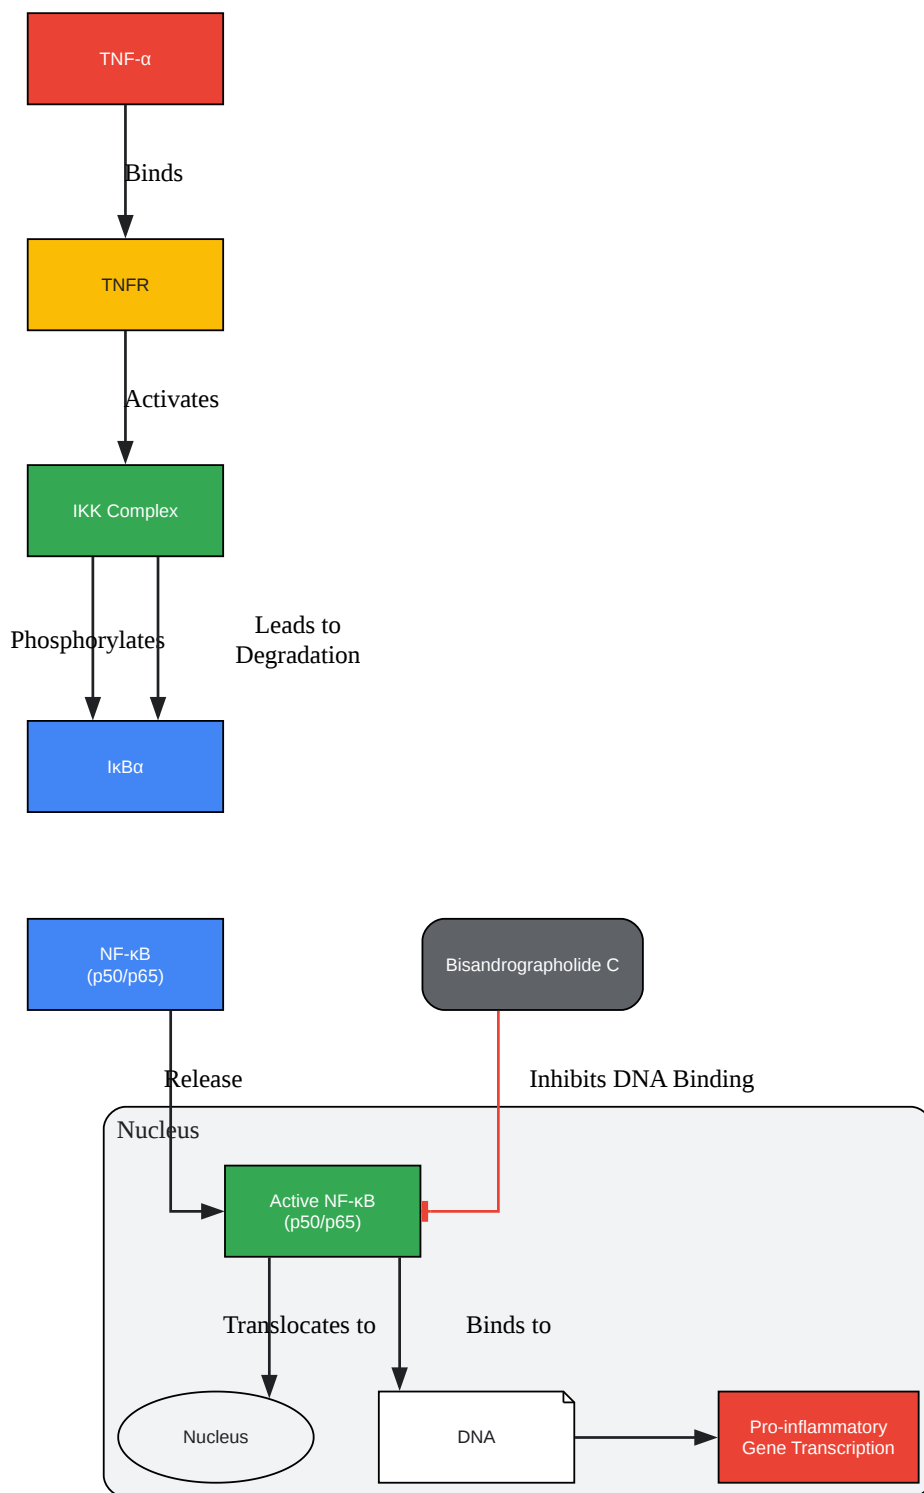 TNF-α
Binds
TNFR
Activates
IKK Complex
Phosphorylates
Leads to
Degradation
IκBα
NF-κB
(p50/p65)
Bisandrographolide C
Release
Inhibits DNA Binding
Nucleus
Active NF-κB
(p50/p65)
Translocates to
Binds to
Nucleus
DNA
Pro-inflammatory
Gene Transcription